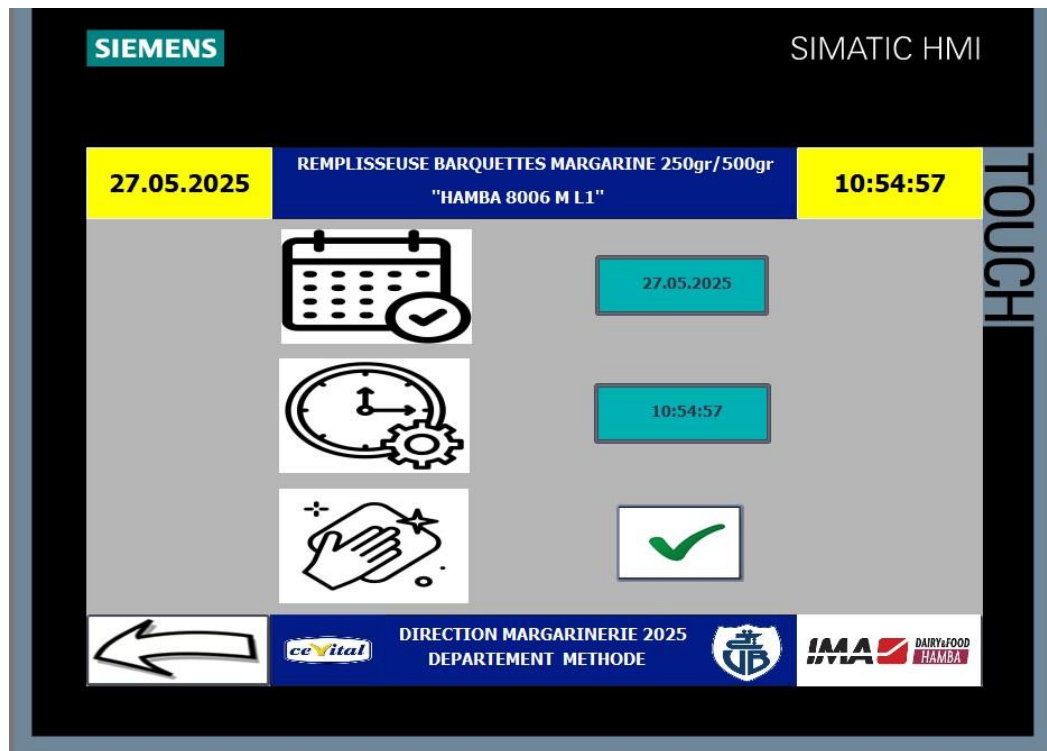 SIEMENS
SIMATIC HMI
TOUCH
27.05.2025
REMPLISSEUSE BARQUETTES MARGARINE 250gr/500gr
"HAMBA 8006 M L1"
10:54:57
27.05.2025
10:54:57
ceVital
DIRECTION MARGARINERIE 2025
DEPARTEMENT METHODE
UB
IMA DAIRY&FOOD
HAMBA